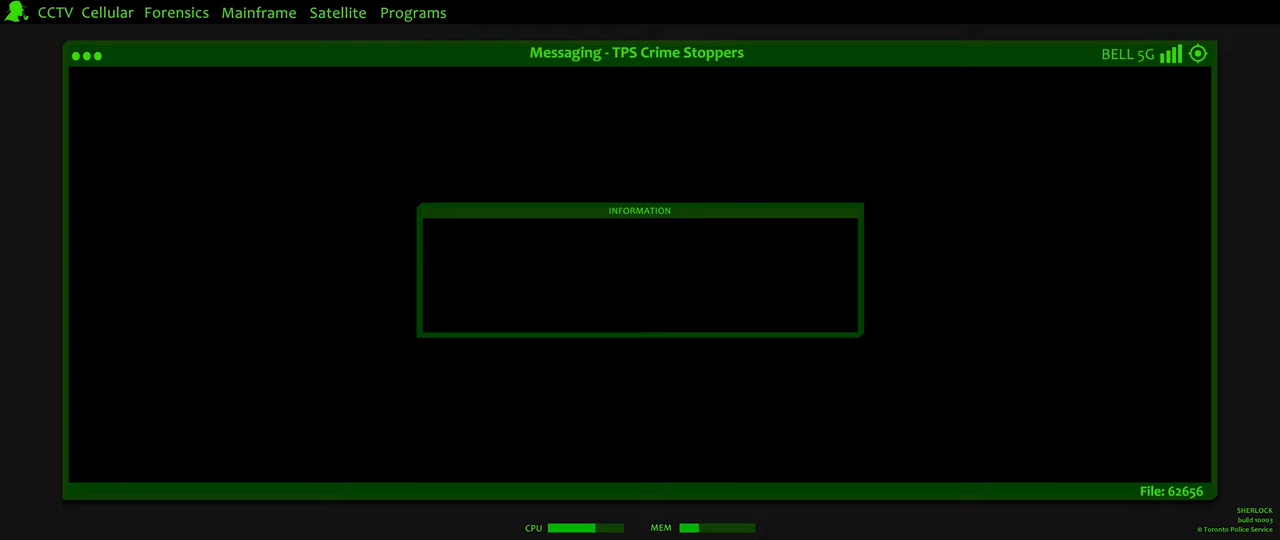 CCTV Cellular Forensics Mainframe Satellite Programs
Messaging - TPS Crime Stoppers
BELL 5G
INFORMATION
File: 62656
CPU
MEM
SHERLOCK
build 10003
© Toronto Police Service